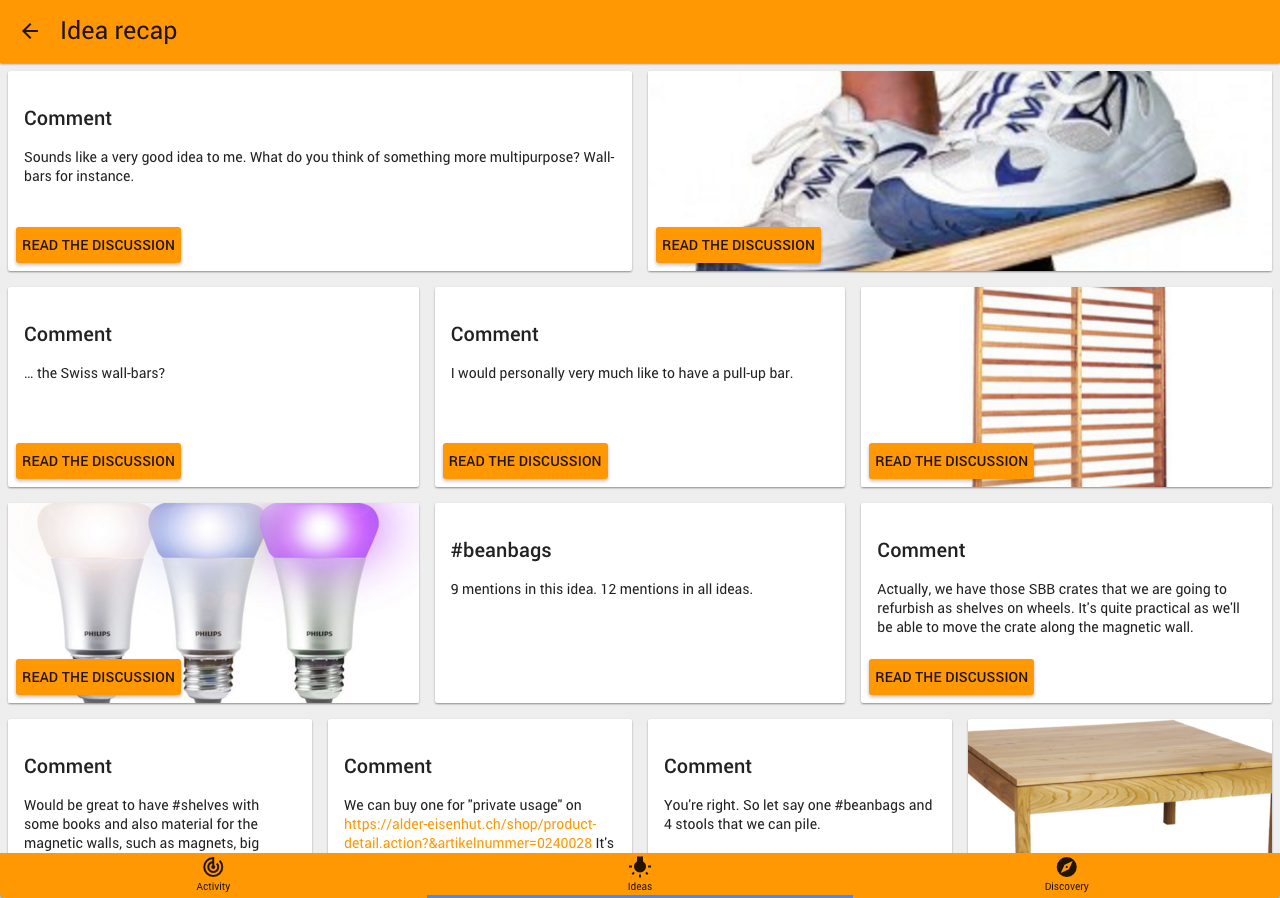 Idea recap
Comment
Sounds like a very good idea to me. What do you think of something more multipurpose? Wall-
bars for instance.
READ THE DISCUSSION
READ THE DISCUSSION
Comment
... the Swiss wall-bars?
READ THE DISCUSSION
Comment
I would personally very much like to have a pull-up bar.
READ THE DISCUSSION
READ THE DISCUSSION
PHILIPS
PHILIPS
PHILIPS
READ THE DISCUSSION
#beanbags
9 mentions in this idea. 12 mentions in all ideas.
Comment
Actually, we have those SBB crates that we are going to
refurbish as shelves on wheels. It's quite practical as we'll
be able to move the crate along the magnetic wall.
READ THE DISCUSSION
Comment
Would be great to have #shelves with
some books and also material for the
magnetic walls, such as magnets, big
Comment
We can buy one for "private usage" on
https://alder-eisenhut.ch/shop/product-
detail.action?&artikelnummer=0240028 It's
Comment
You're right. So let say one #beanbags and
4 stools that we can pile.
Activity
Ideas
Discovery